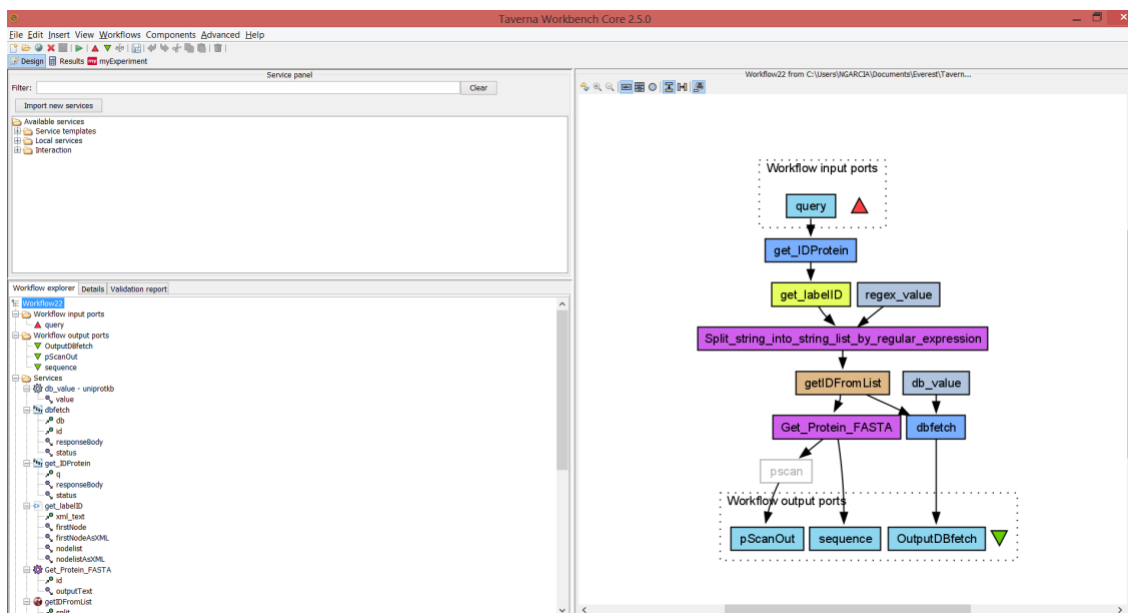 Taverna Workbench Core 2.5.0
File Edit Insert View Workflows Components Advanced Help
Design Results my myExperiment
Service panel
Filter: Clear
Import new services
Available services
Service templates
Local services
Interaction
Workflow explorer Details Validation report
Workflow22
Workflow input ports
query
Workflow output ports
OutputDBfetch
pScanOut
sequence
Services
db_value - uniprotkb
value
dbfetch
db
id
responseBody
status
get_IDProtein
q
responseBody
status
get_labelID
xml_text
firstNode
firstNodeAsXML
nodelist
nodelistAsXML
Get_Protein_FASTA
id
outputText
getIDFromList
split
Workflow22 from C:\Users\NGARCIA\Documents\Everest\Tavern...
Workflow input ports
query
get_IDProtein
get_labelID regex_value
Split_string_into_string_list_by_regular_expression
getIDFromList db_value
Get_Protein_FASTA dbfetch
pscan
Workflow output ports
pScanOut sequence OutputDBfetch